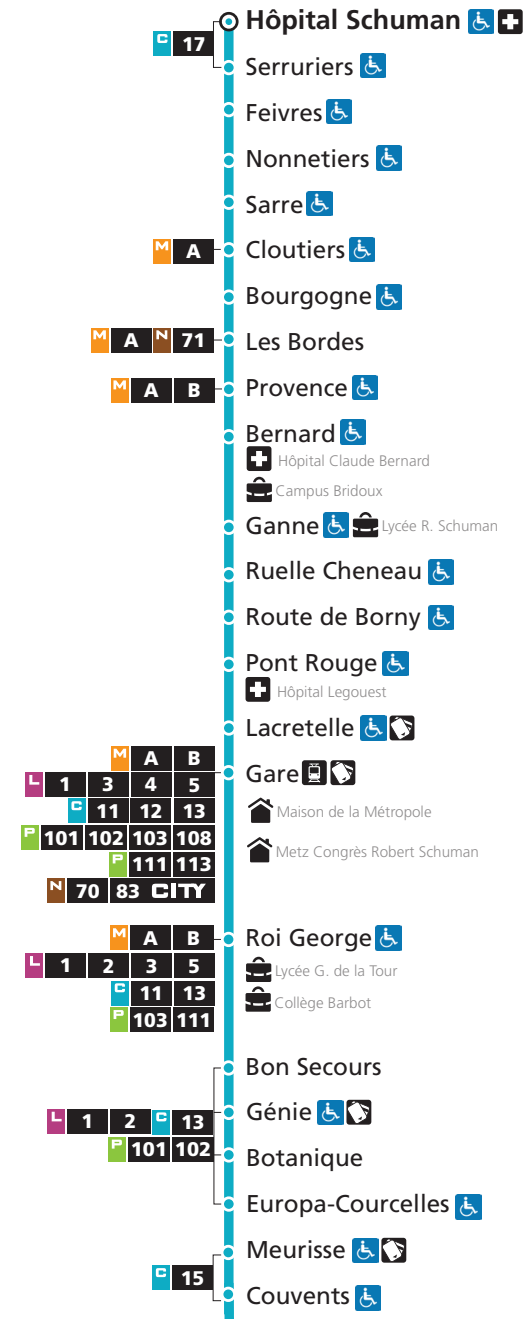 Hôpital Schuman
C 17
Serruriers
Feivres
Nonnetiers
Sarre
M A Cloutiers
Bourgogne
M A N 71 Les Bordes
M A B Provence
Bernard
Hôpital Claude Bernard
Campus Bridoux
Ganne Lycée R. Schuman
Ruelle Cheneau
Route de Borny
Pont Rouge
Hôpital Legouest
Lacretelle
M A B
Gare
L 1 3 4 5
C 11 12 13 Maison de la Métropole
P 101 102 103 108
P 111 113 Metz Congrès Robert Schuman
N 70 83 CITY
M A B Roi George
L 1 2 3 5 Lycée G. de la Tour
C 11 13 Collège Barbot
P 103 111
Bon Secours
Génie
L 1 2 C 13
P 101 102 Botanique
Europa-Courcelles
Meurisse
C 15
Couvents